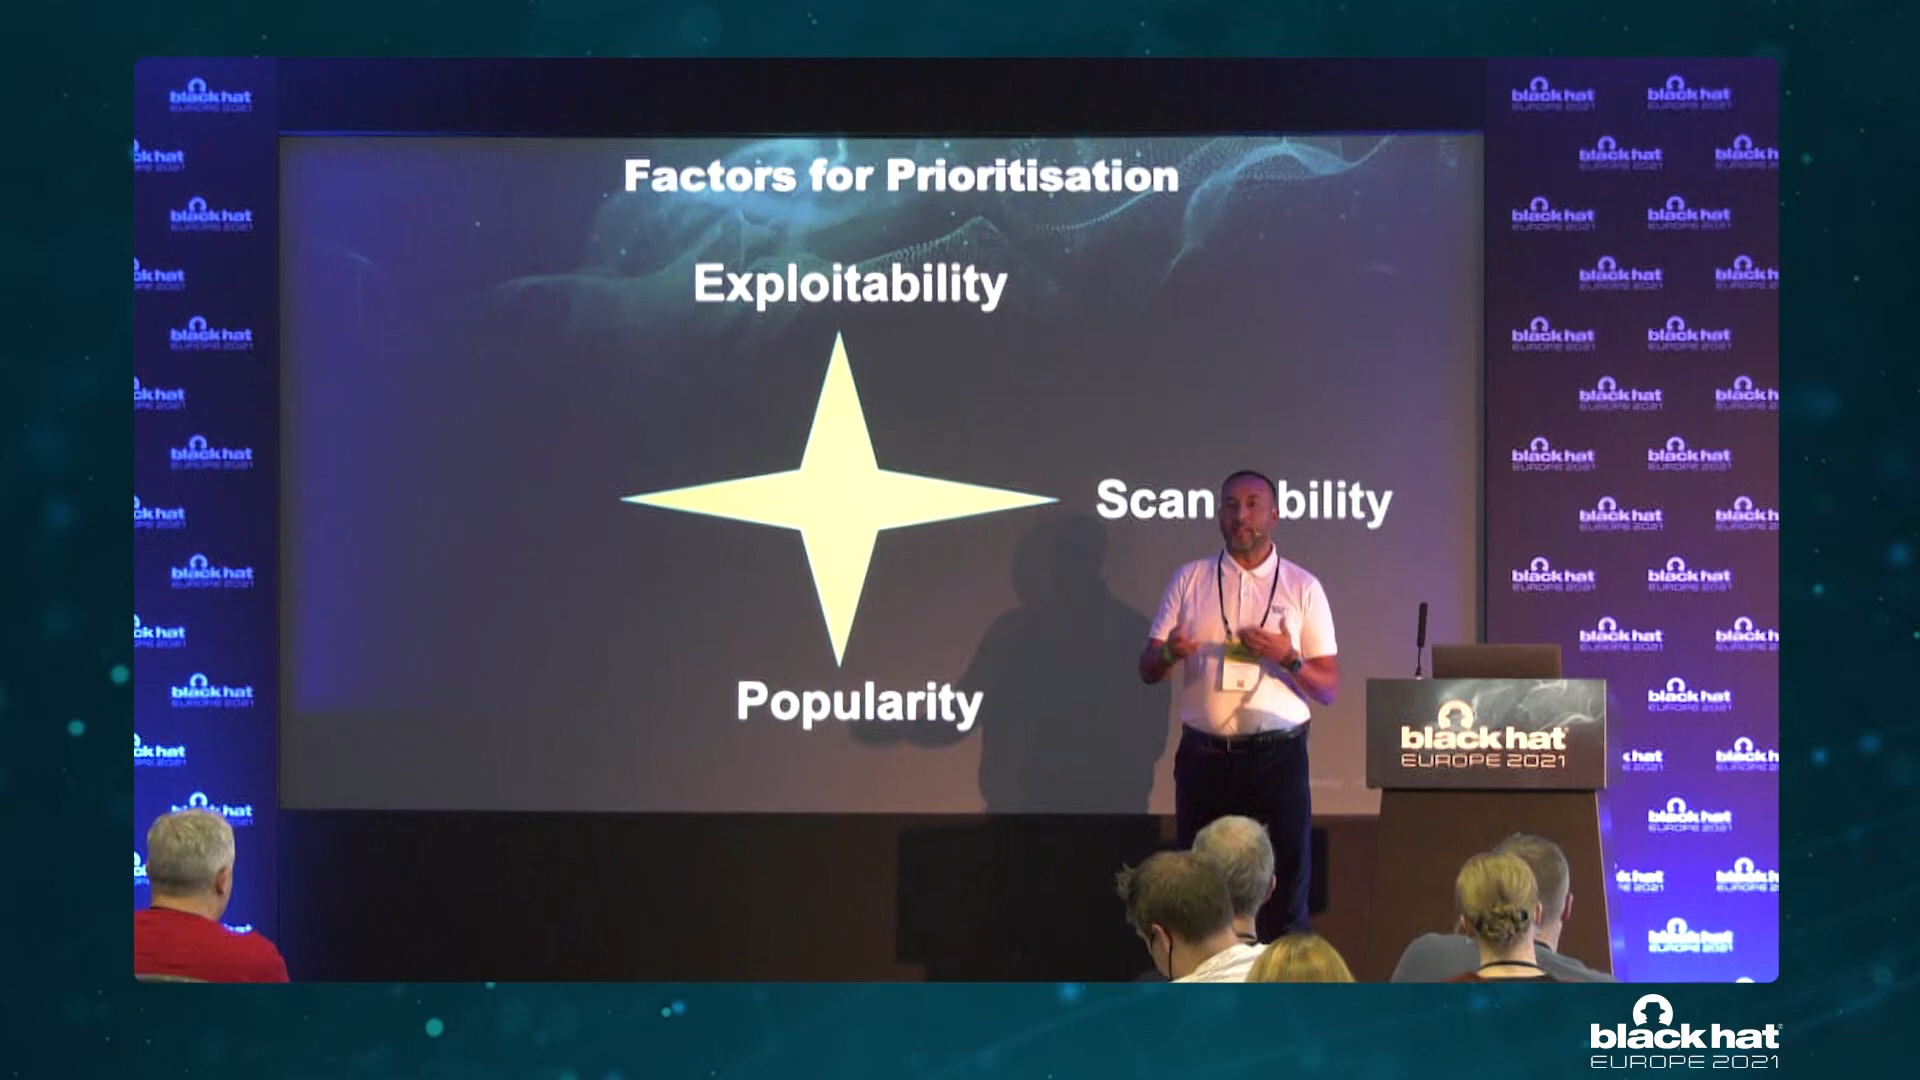 Factors for Prioritisation
Exploitability
Scan bility
Popularity
black hat
EUROPE 2021
black hat
EUROPE 2021